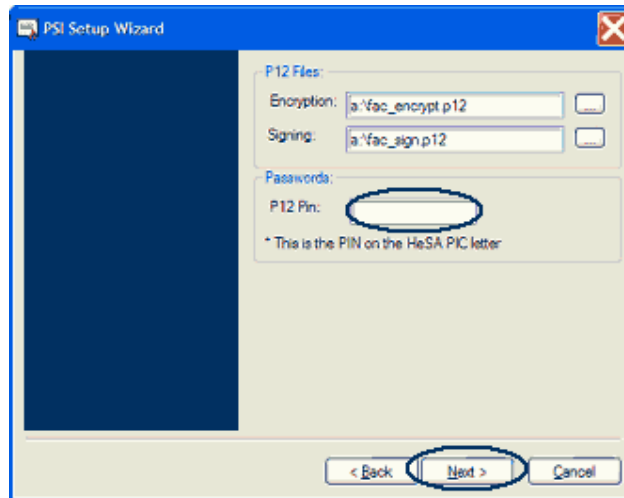 PSI Setup Wizard
P12 Files:
Encryption: a:\fac_encrypt.p12 ...
Signing: a:\fac_sign.p12 ...
Passwords:
P12 Pin:
* This is the PIN on the HeSA PIC letter
< Back Next > Cancel